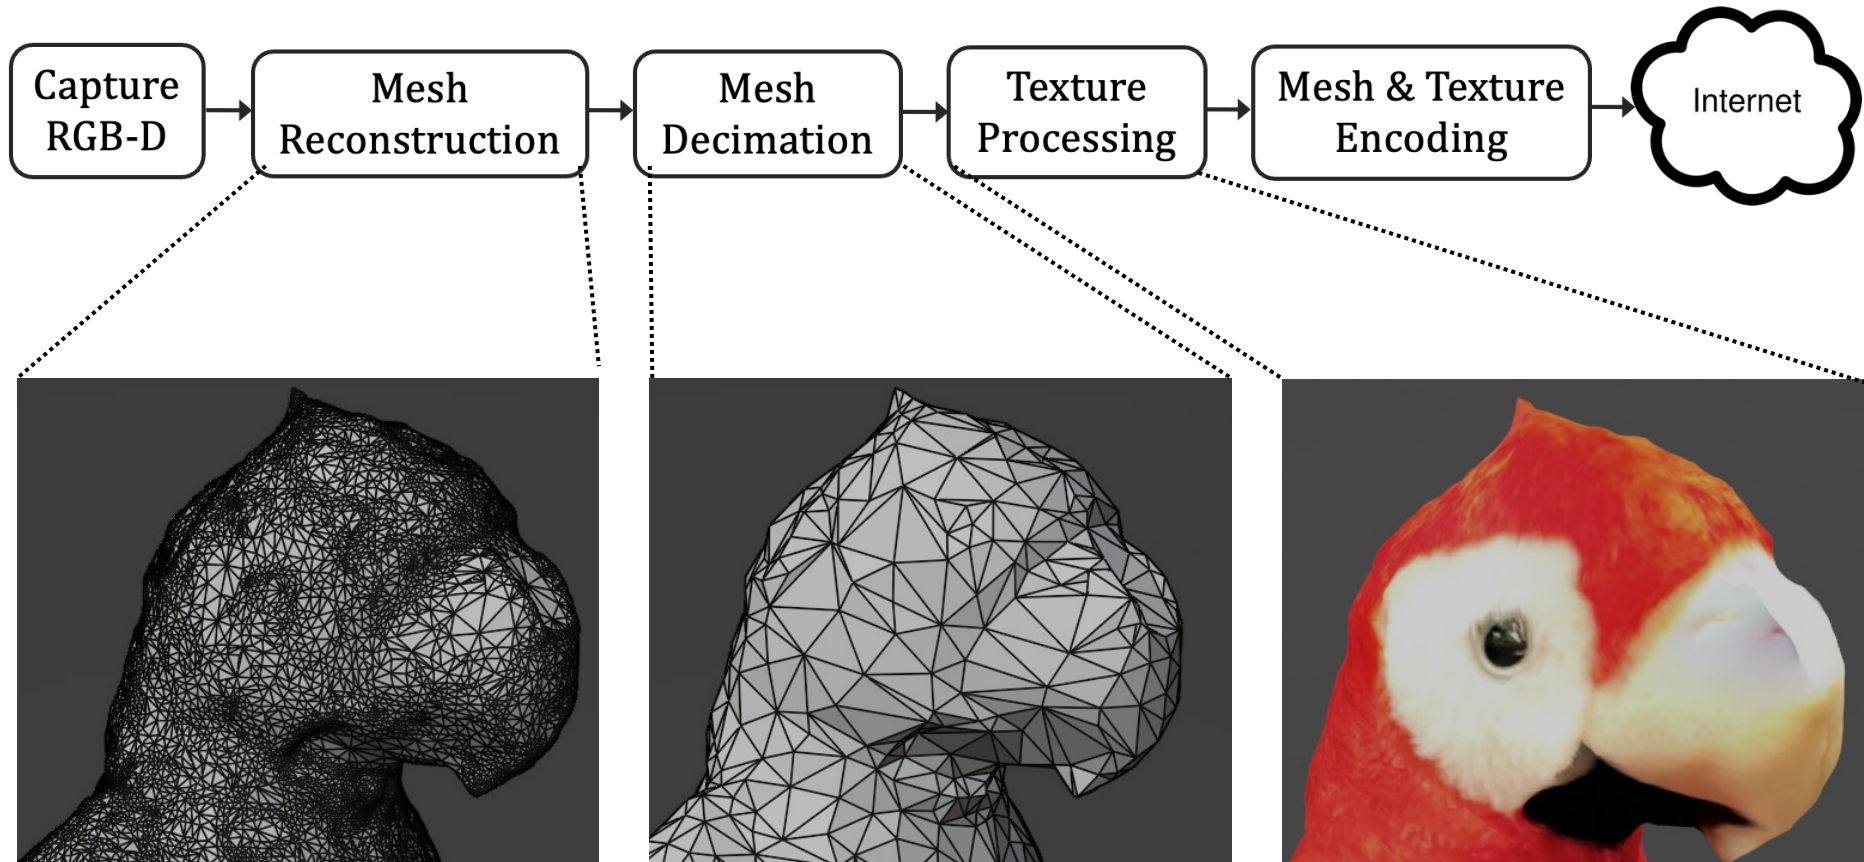 Capture
RGB-D
Mesh
Reconstruction
Mesh
Decimation
Texture
Processing
Mesh & Texture
Encoding
Internet